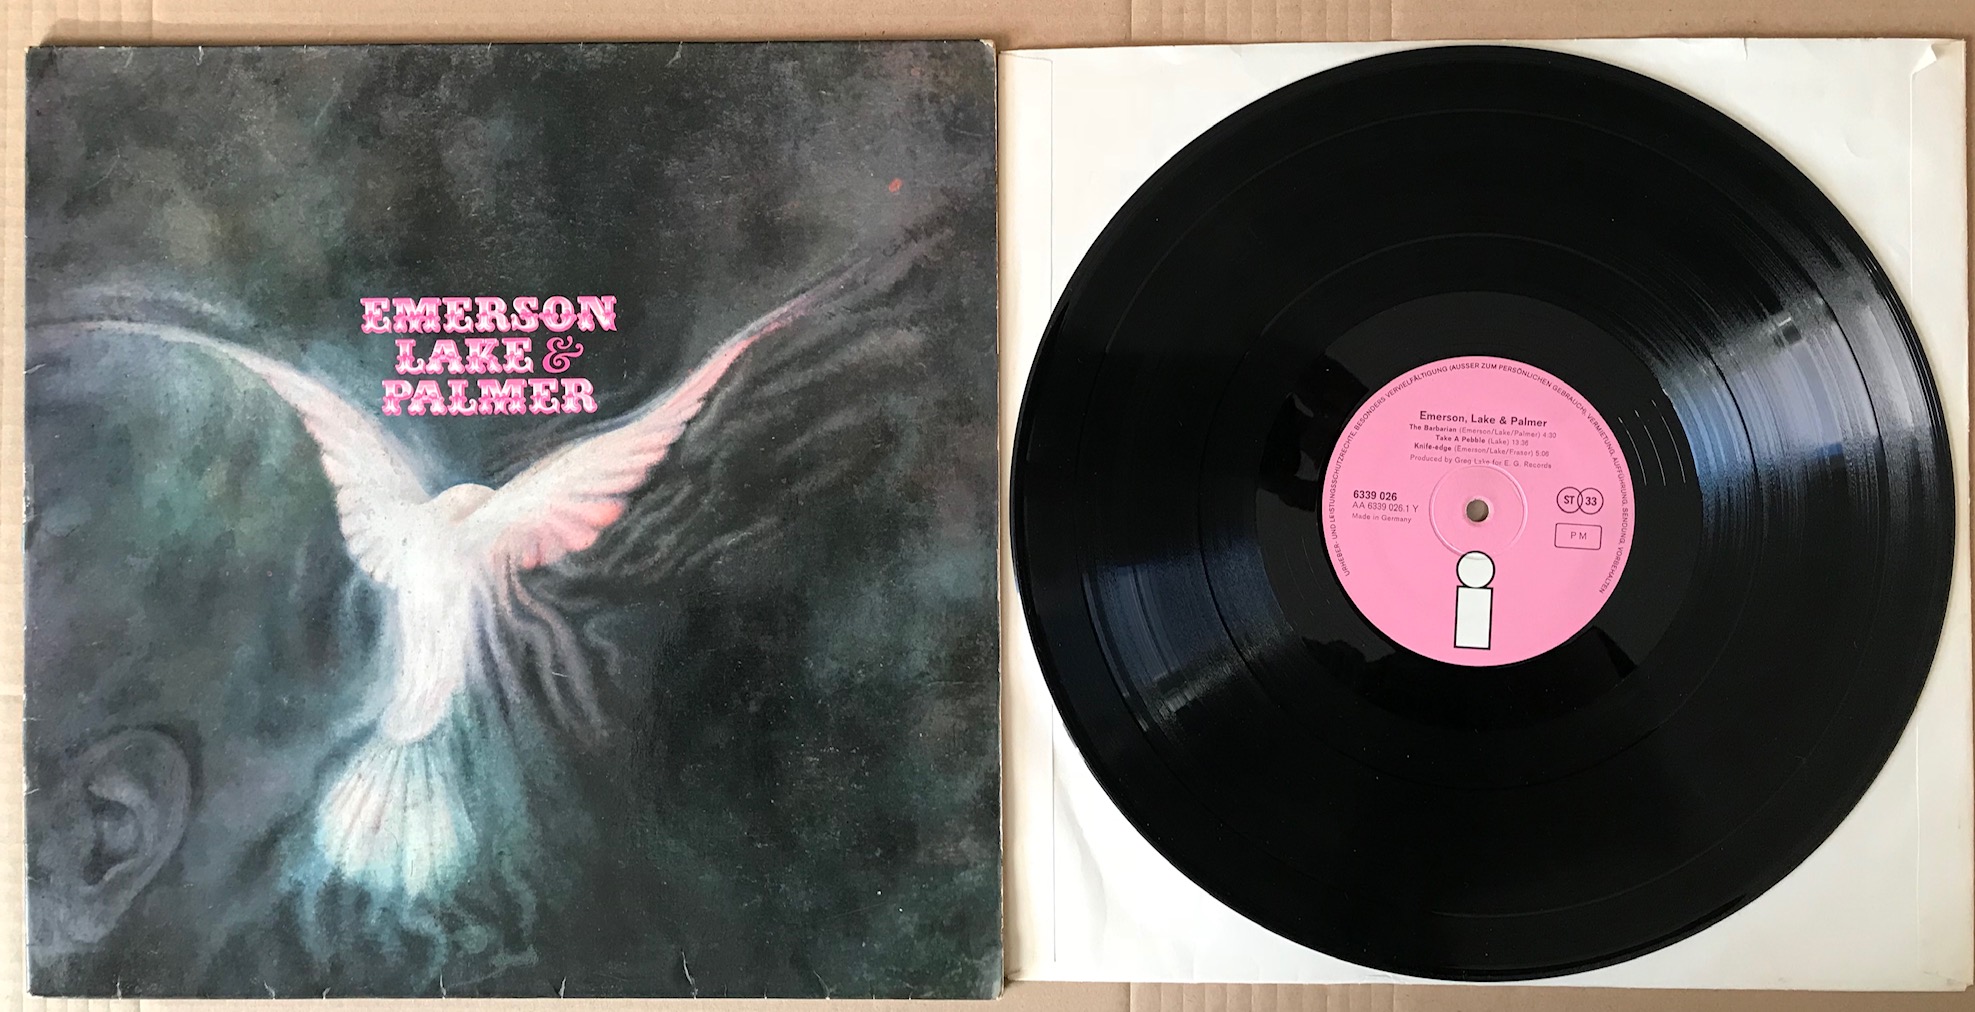 EMERSON
LAKE &
PALMER
URHEBER- UND LEISTUNGSSCHUTZRECHTE, BESONDERS VERVIELFÄLTIGUNG (AUSSER ZUM PERSÖNLICHEN GEBRAUCH), VERMIETUNG, AUFFÜHRUNG, SENDUNG, VORBEHALTEN
Emerson, Lake & Palmer
The Barbarian (Emerson/Lake/Palmer) 4:30
Take A Pebble (Lake) 13:36
Knife-edge (Emerson/Lake/Fraser) 5:08
Produced by Greg Lake for E. G. Records
6339 026
AA 6339 026.1 Y
Made in Germany
ST 33
PM